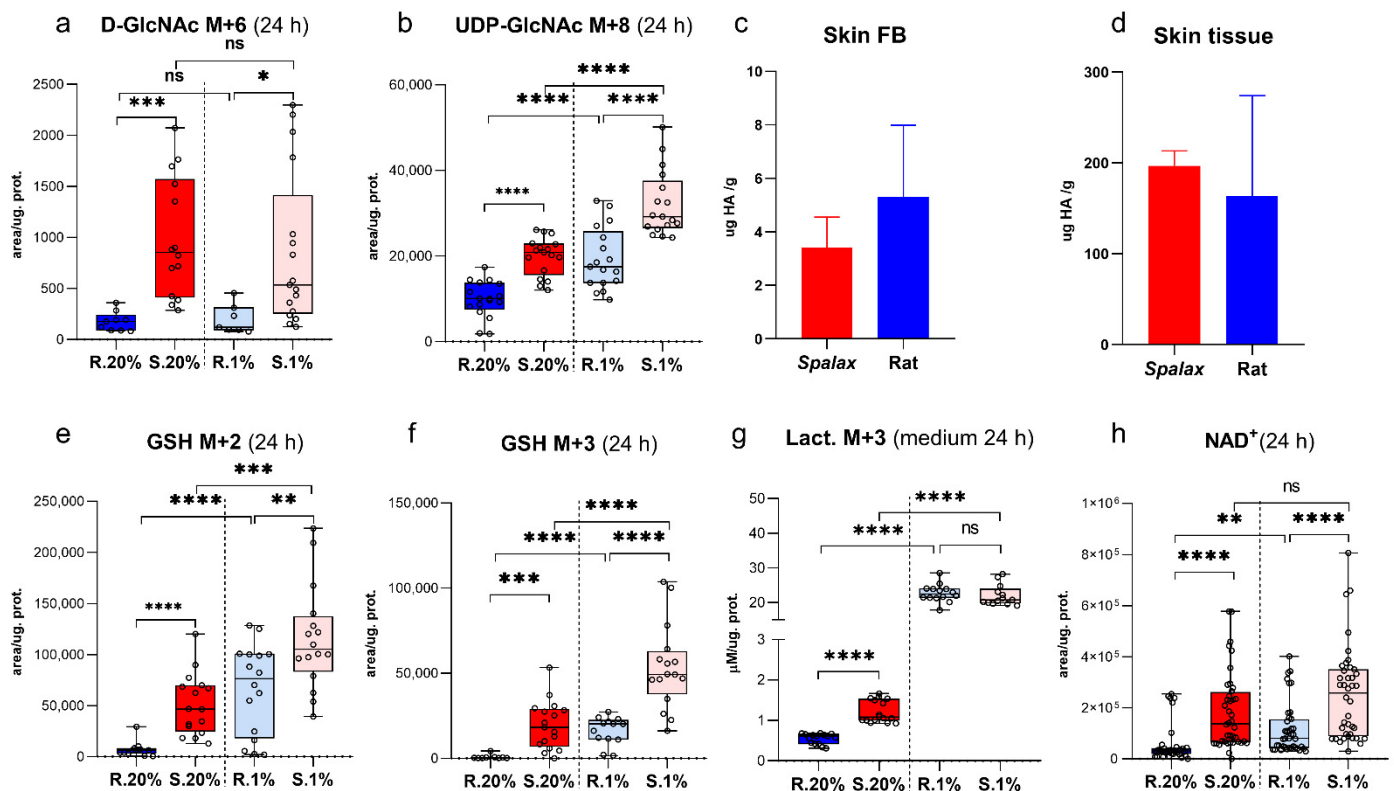 a D-GlcNAc M+6 (24 h)
ns
ns
*
***
area/ug. prot.
2500
2000
1500
1000
500
0
R.20% S.20% R.1% S.1%
b UDP-GlcNAc M+8 (24 h)
****
****
****
****
area/ug. prot.
60,000
40,000
20,000
0
R.20% S.20% R.1% S.1%
c Skin FB
ug HA /g
10
8
6
4
2
0
Spalax Rat
d Skin tissue
ug HA /g
300
200
100
0
Spalax Rat
e GSH M+2 (24 h)
***
****
**
****
area/ug. prot.
250,000
200,000
150,000
100,000
50,000
0
R.20% S.20% R.1% S.1%
f GSH M+3 (24 h)
****
****
****
***
area/ug. prot.
150,000
100,000
50,000
0
R.20% S.20% R.1% S.1%
g Lact. M+3 (medium 24 h)
****
****
ns
****
µM/ug. prot.
50
40
30
20
10
2
1
0
R.20% S.20% R.1% S.1%
h NAD⁺(24 h)
ns
**
****
****
area/ug. prot.
1×10⁶
8×10⁵
6×10⁵
4×10⁵
2×10⁵
0
R.20% S.20% R.1% S.1%